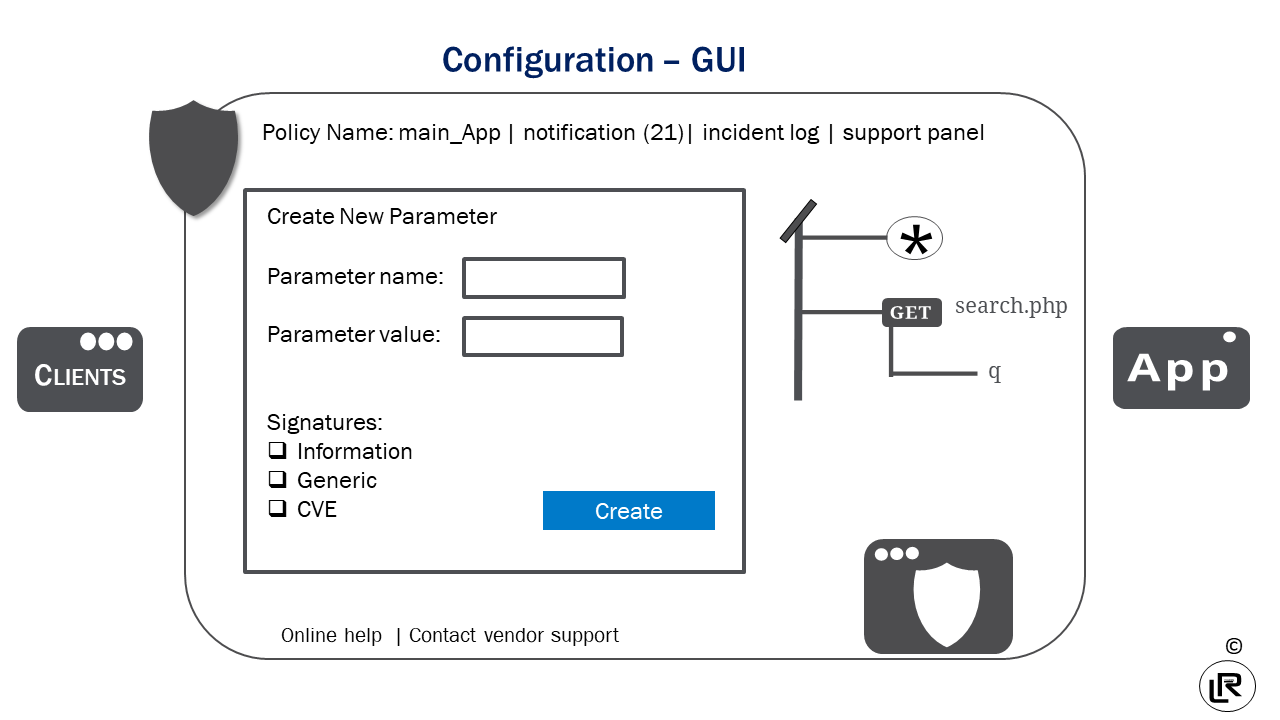 Configuration – GUI
Policy Name: main_App | notification (21)| incident log | support panel
Create New Parameter
Parameter name:
Parameter value:
Signatures:
Information
Generic
CVE
Create
*
GET search.php
q
CLIENTS
App
Online help | Contact vendor support
©
LR